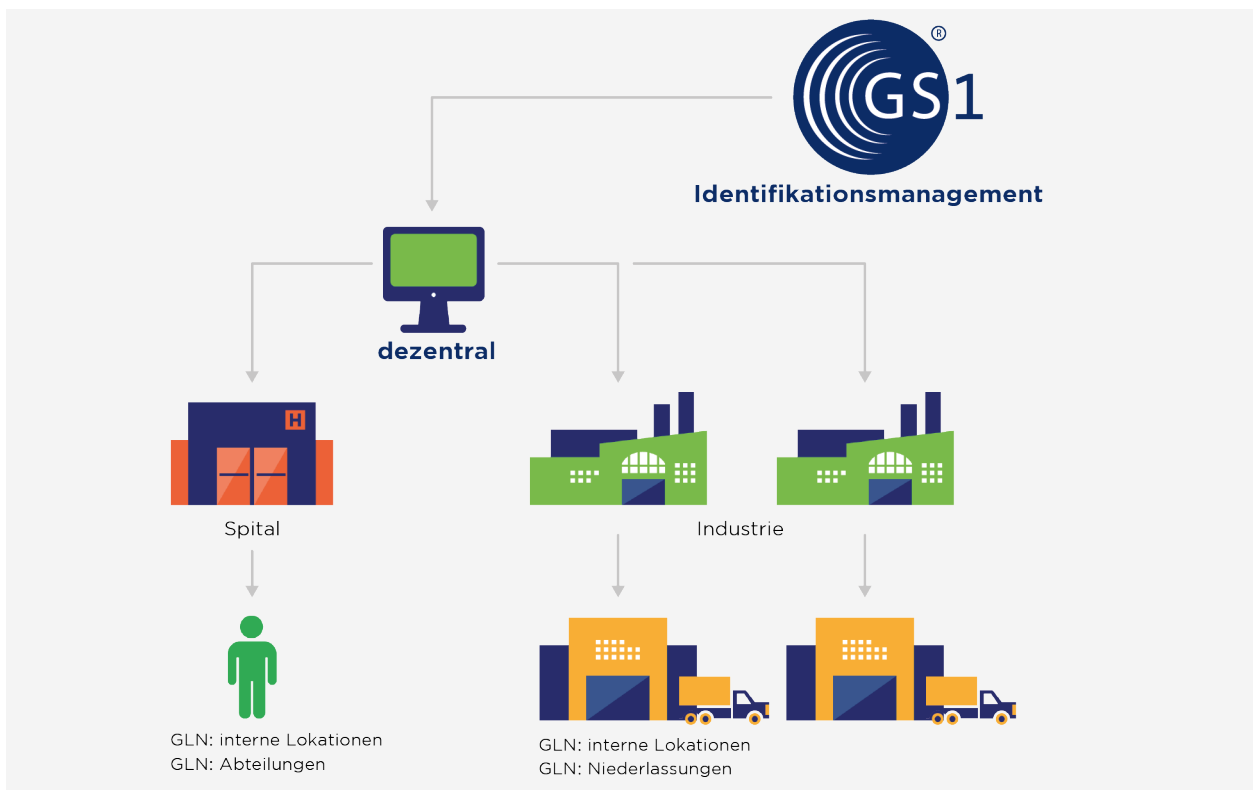 GS1®
Identifikationsmanagement
dezentral
H
Spital
Industrie
GLN: interne Lokationen
GLN: Abteilungen
GLN: interne Lokationen
GLN: Niederlassungen